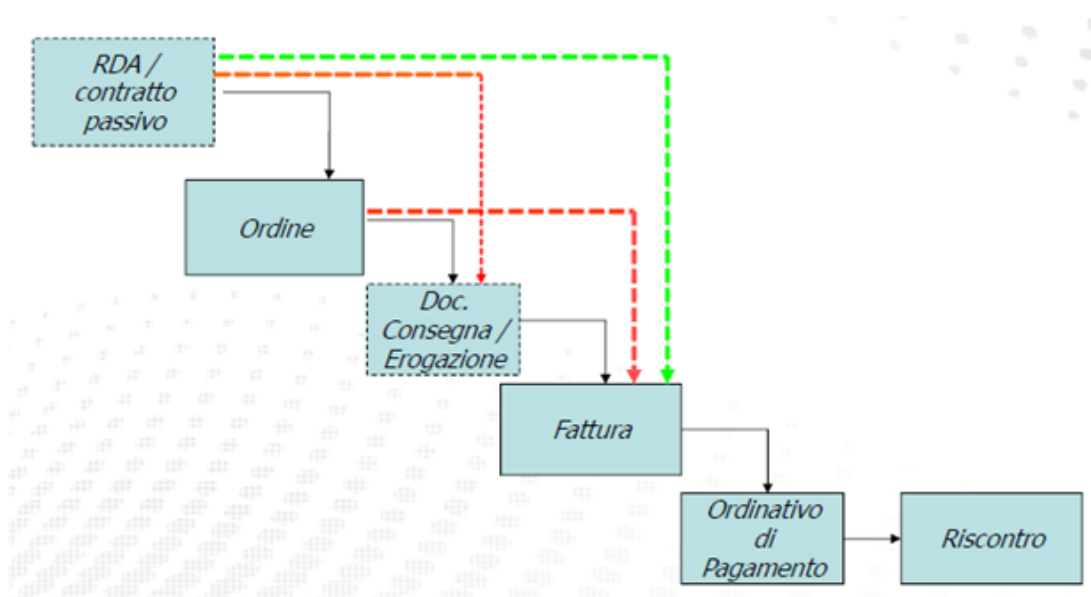 RDA /
contratto
passivo
Ordine
Doc.
Consegna /
Erogazione
Fattura
Ordinativo
di
Pagamento
Riscontro